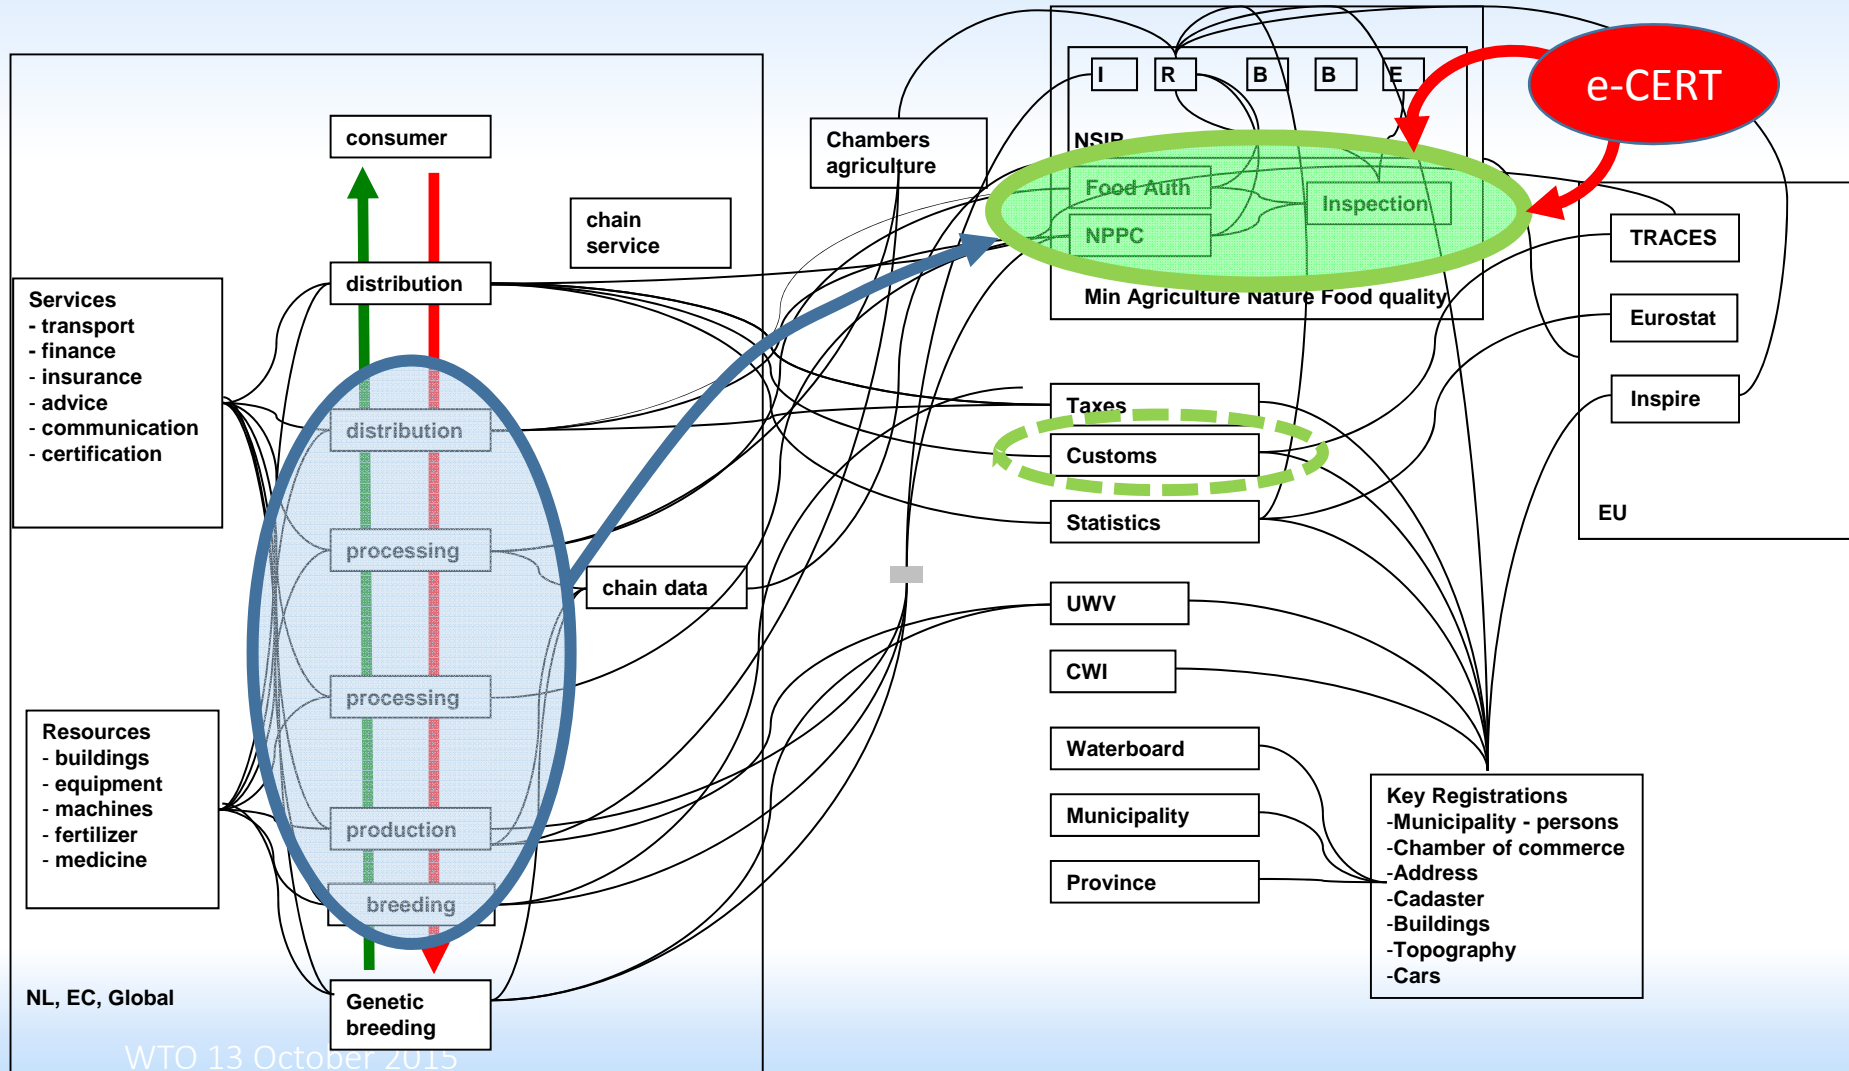 consumer
chain
service
distribution
Services
- transport
- finance
- insurance
- advice
- communication
- certification
distribution
processing
chain data
processing
Resources
- buildings
- equipment
- machines
- fertilizer
- medicine
production
breeding
Genetic
breeding
NL, EC, Global
WTO 13 October 2015
Chambers
agriculture
I R B B E
Food Auth
Inspection
NPPC
Min Agriculture Nature Food quality
e-CERT
TRACES
Eurostat
Inspire
EU
Taxes
Customs
Statistics
UWV
CWI
Waterboard
Municipality
Province
Key Registrations
-Municipality - persons
-Chamber of commerce
-Address
-Cadaster
-Buildings
-Topography
-Cars